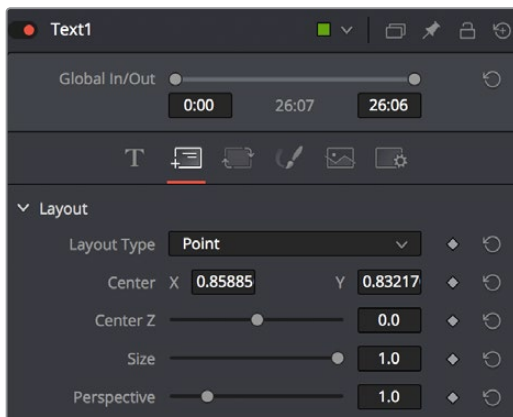 Text1
Global In/Out
0:00 26:07 26:06
T
Layout
Layout Type Point
Center X 0.85885 Y 0.83217
Center Z 0.0
Size 1.0
Perspective 1.0